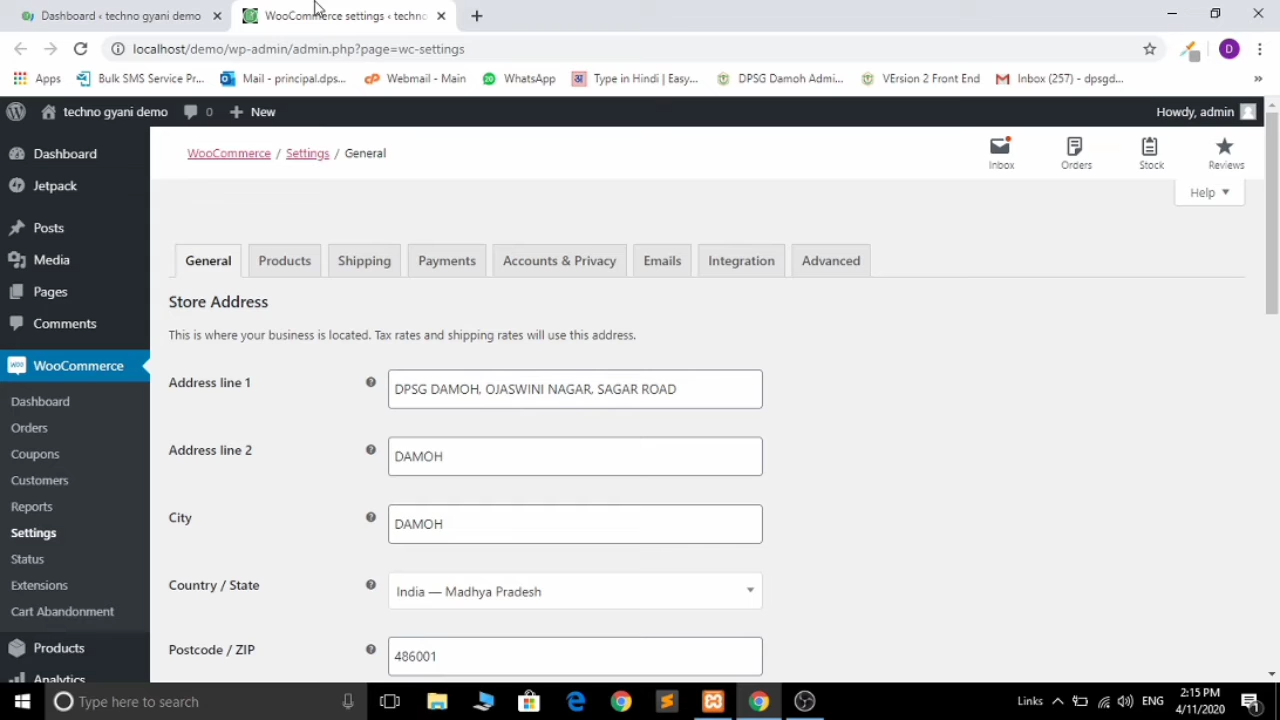 Dashboard ‹ techno gyani demo
WooCommerce settings ‹ techno
localhost/demo/wp-admin/admin.php?page=wc-settings
D
Apps
Bulk SMS Service Pr...
Mail - principal.dps...
Webmail - Main
WhatsApp
Type in Hindi | Easy...
DPSG Damoh Admi...
VErsion 2 Front End
Inbox (257) - dpsgd...
»
techno gyani demo
0
New
Howdy, admin
Dashboard
Jetpack
Posts
Media
Pages
Comments
WooCommerce
Dashboard
Orders
Coupons
Customers
Reports
Settings
Status
Extensions
Cart Abandonment
Products
Analytics
WooCommerce / Settings / General
Inbox
Orders
Stock
Reviews
Help
General
Products
Shipping
Payments
Accounts & Privacy
Emails
Integration
Advanced
Store Address
This is where your business is located. Tax rates and shipping rates will use this address.
Address line 1
DPSG DAMOH, OJASWINI NAGAR, SAGAR ROAD
Address line 2
DAMOH
City
DAMOH
Country / State
India — Madhya Pradesh
Postcode / ZIP
486001
Type here to search
Links
ENG
2:15 PM
4/11/2020
1